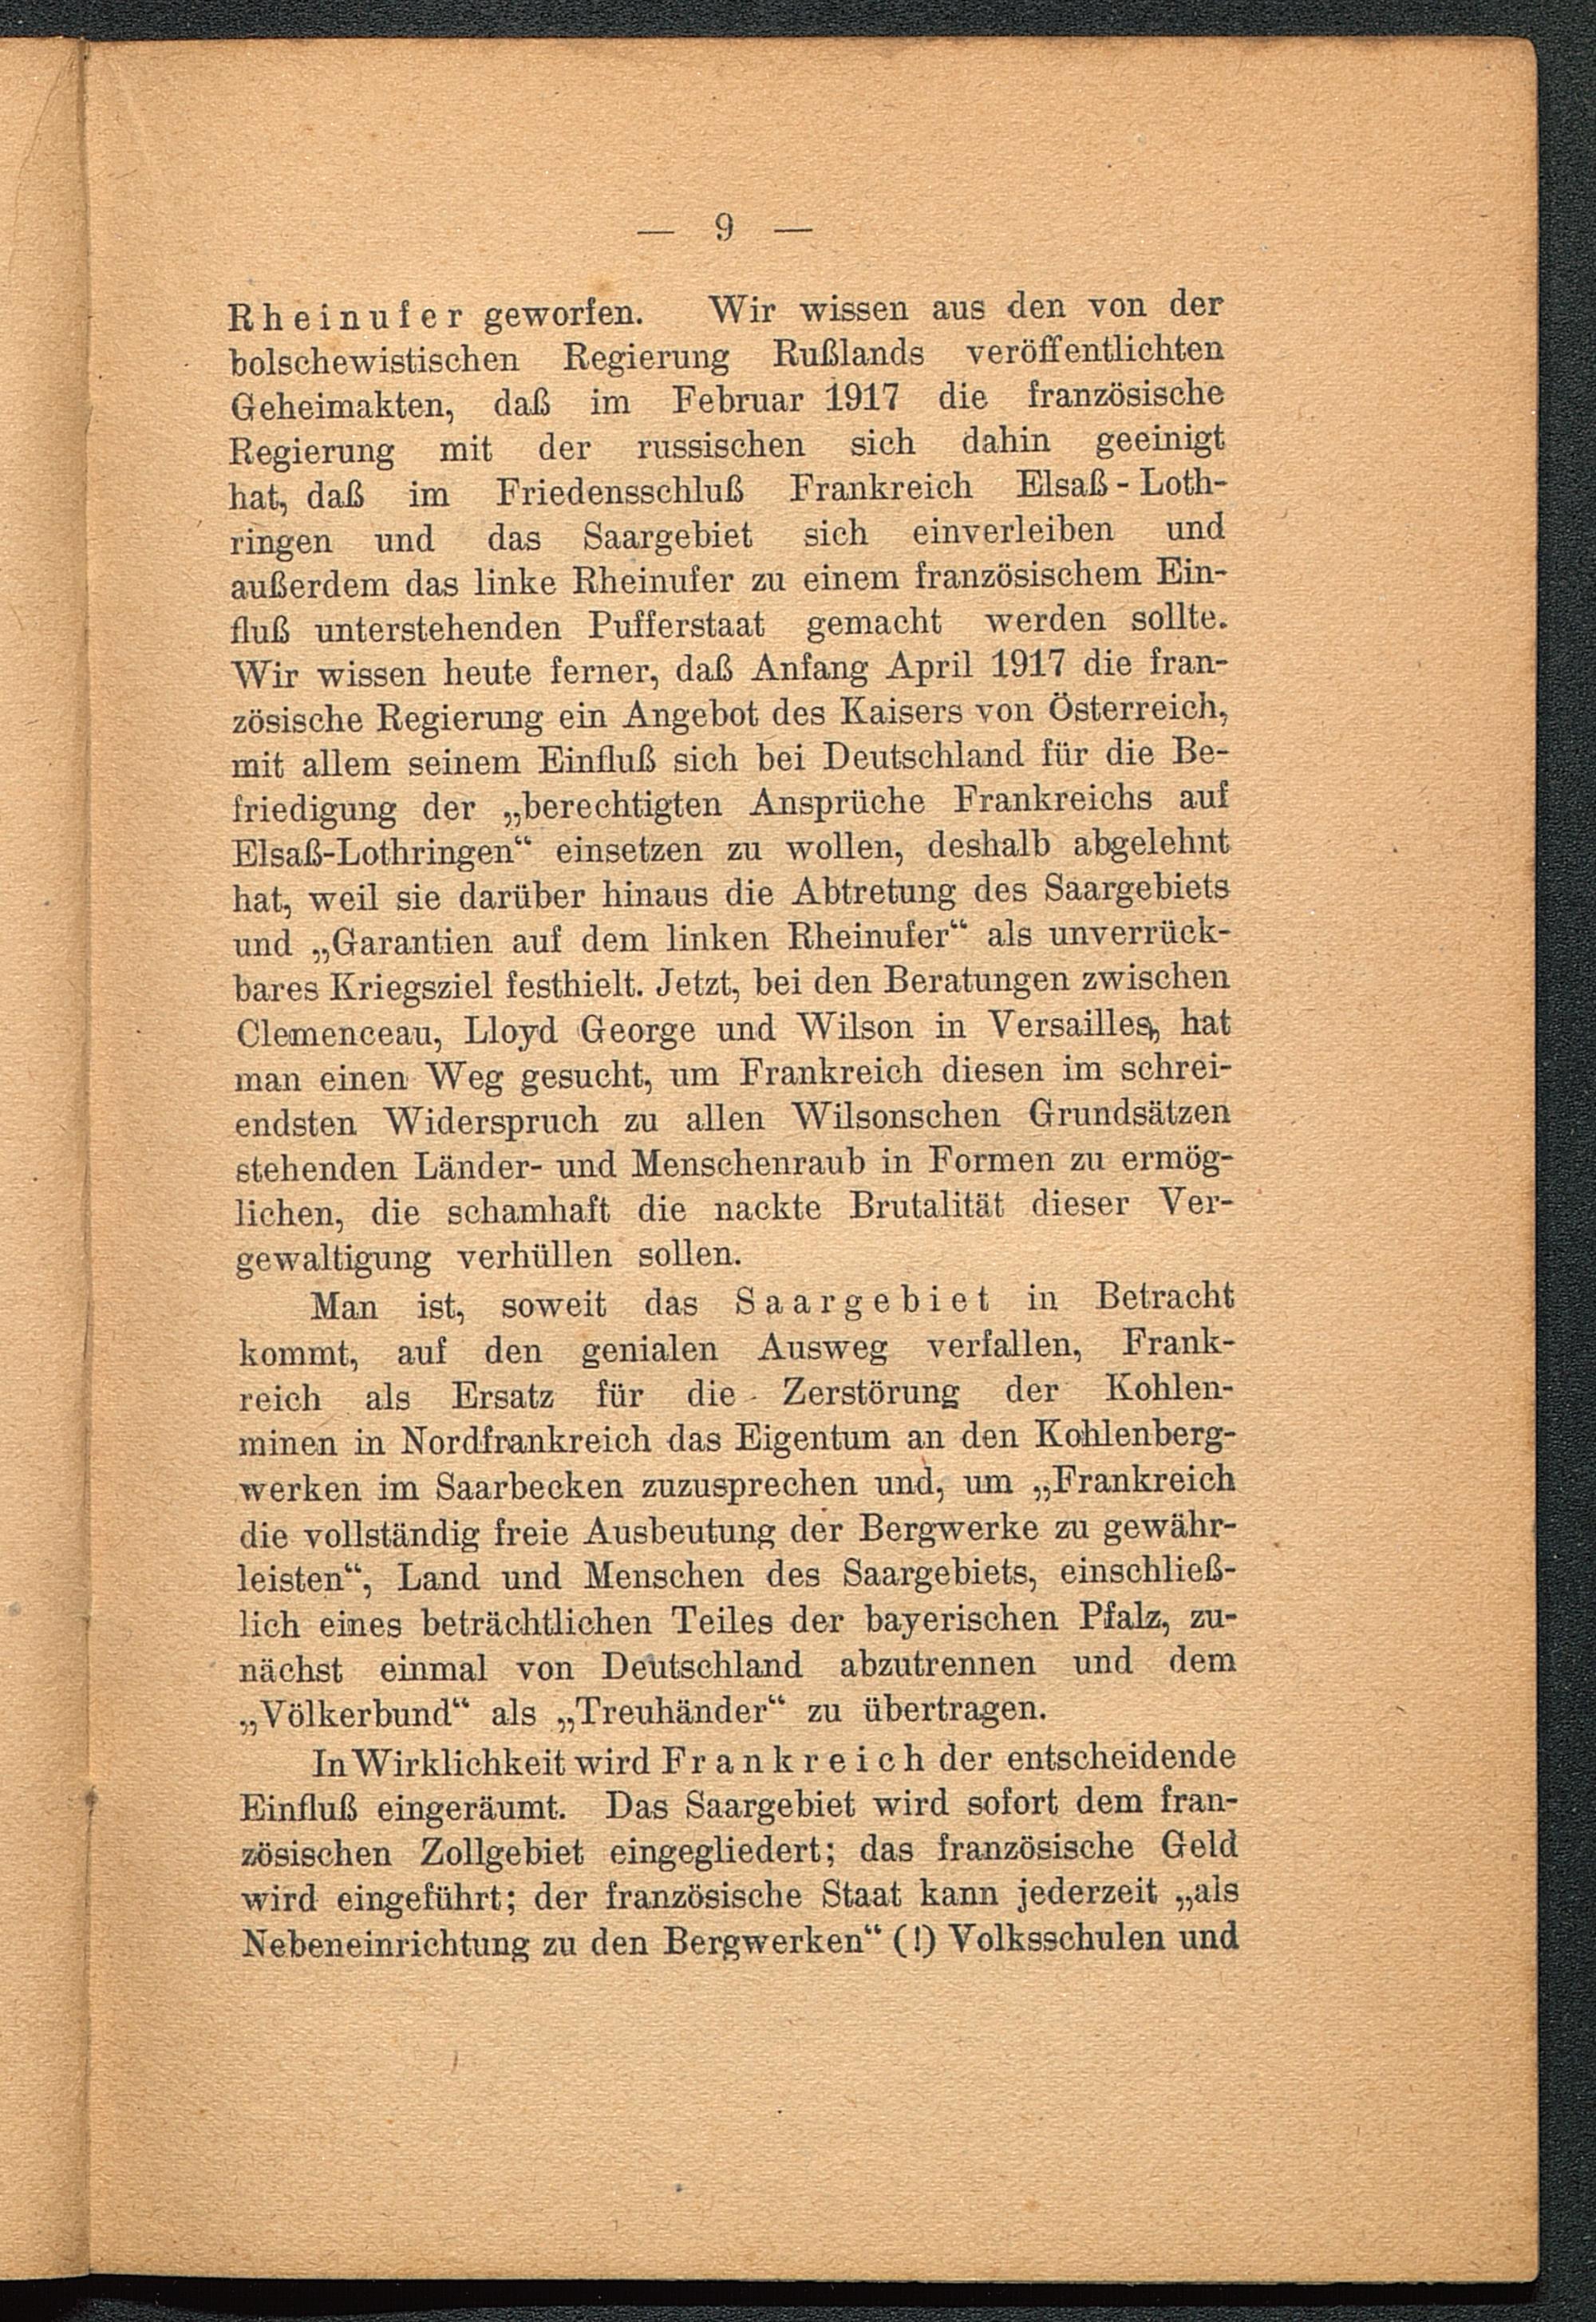 — 9 —
Rheinufer geworfen. Wir wissen aus den von der
bolschewistischen Regierung Rußlands veröffentlichten
Geheimakten, daß im Februar 1917 die französische
Regierung mit der russischen sich dahin geeinigt
hat, daß im Friedensschluß Frankreich Elsaß-Loth-
ringen und das Saargebiet sich einverleiben und
außerdem das linke Rheinufer zu einem französischem Ein-
fluß unterstehenden Pufferstaat gemacht werden sollte.
Wir wissen heute ferner, daß Anfang April 1917 die fran-
zösische Regierung ein Angebot des Kaisers von Österreich,
mit allem seinem Einfluß sich bei Deutschland für die Be-
friedigung der „berechtigten Ansprüche Frankreichs auf
Elsaß-Lothringen“ einsetzen zu wollen, deshalb abgelehnt
hat, weil sie darüber hinaus die Abtretung des Saargebiets
und „Garantien auf dem linken Rheinufer“ als unverrück-
bares Kriegsziel festhielt. Jetzt, bei den Beratungen zwischen
Clemenceau, Lloyd George und Wilson in Versailles, hat
man einen Weg gesucht, um Frankreich diesen im schrei-
endsten Widerspruch zu allen Wilsonschen Grundsätzen
stehenden Länder- und Menschenraub in Formen zu ermög-
lichen, die schamhaft die nackte Brutalität dieser Ver-
gewaltigung verhüllen sollen.
Man ist, soweit das Saargebiet in Betracht
kommt, auf den genialen Ausweg verfallen, Frank-
reich als Ersatz für die Zerstörung der Kohlen-
minen in Nordfrankreich das Eigentum an den Kohlenberg-
werken im Saarbecken zuzusprechen und, um „Frankreich
die vollständig freie Ausbeutung der Bergwerke zu gewähr-
leisten“, Land und Menschen des Saargebiets, einschließ-
lich eines beträchtlichen Teiles der bayerischen Pfalz, zu-
nächst einmal von Deutschland abzutrennen und dem
„Völkerbund“ als „Treuhänder“ zu übertragen.
In Wirklichkeit wird Frankreich der entscheidende
Einfluß eingeräumt. Das Saargebiet wird sofort dem fran-
zösischen Zollgebiet eingegliedert; das französische Geld
wird eingeführt; der französische Staat kann jederzeit „als
Nebeneinrichtung zu den Bergwerken“ (!) Volksschulen und